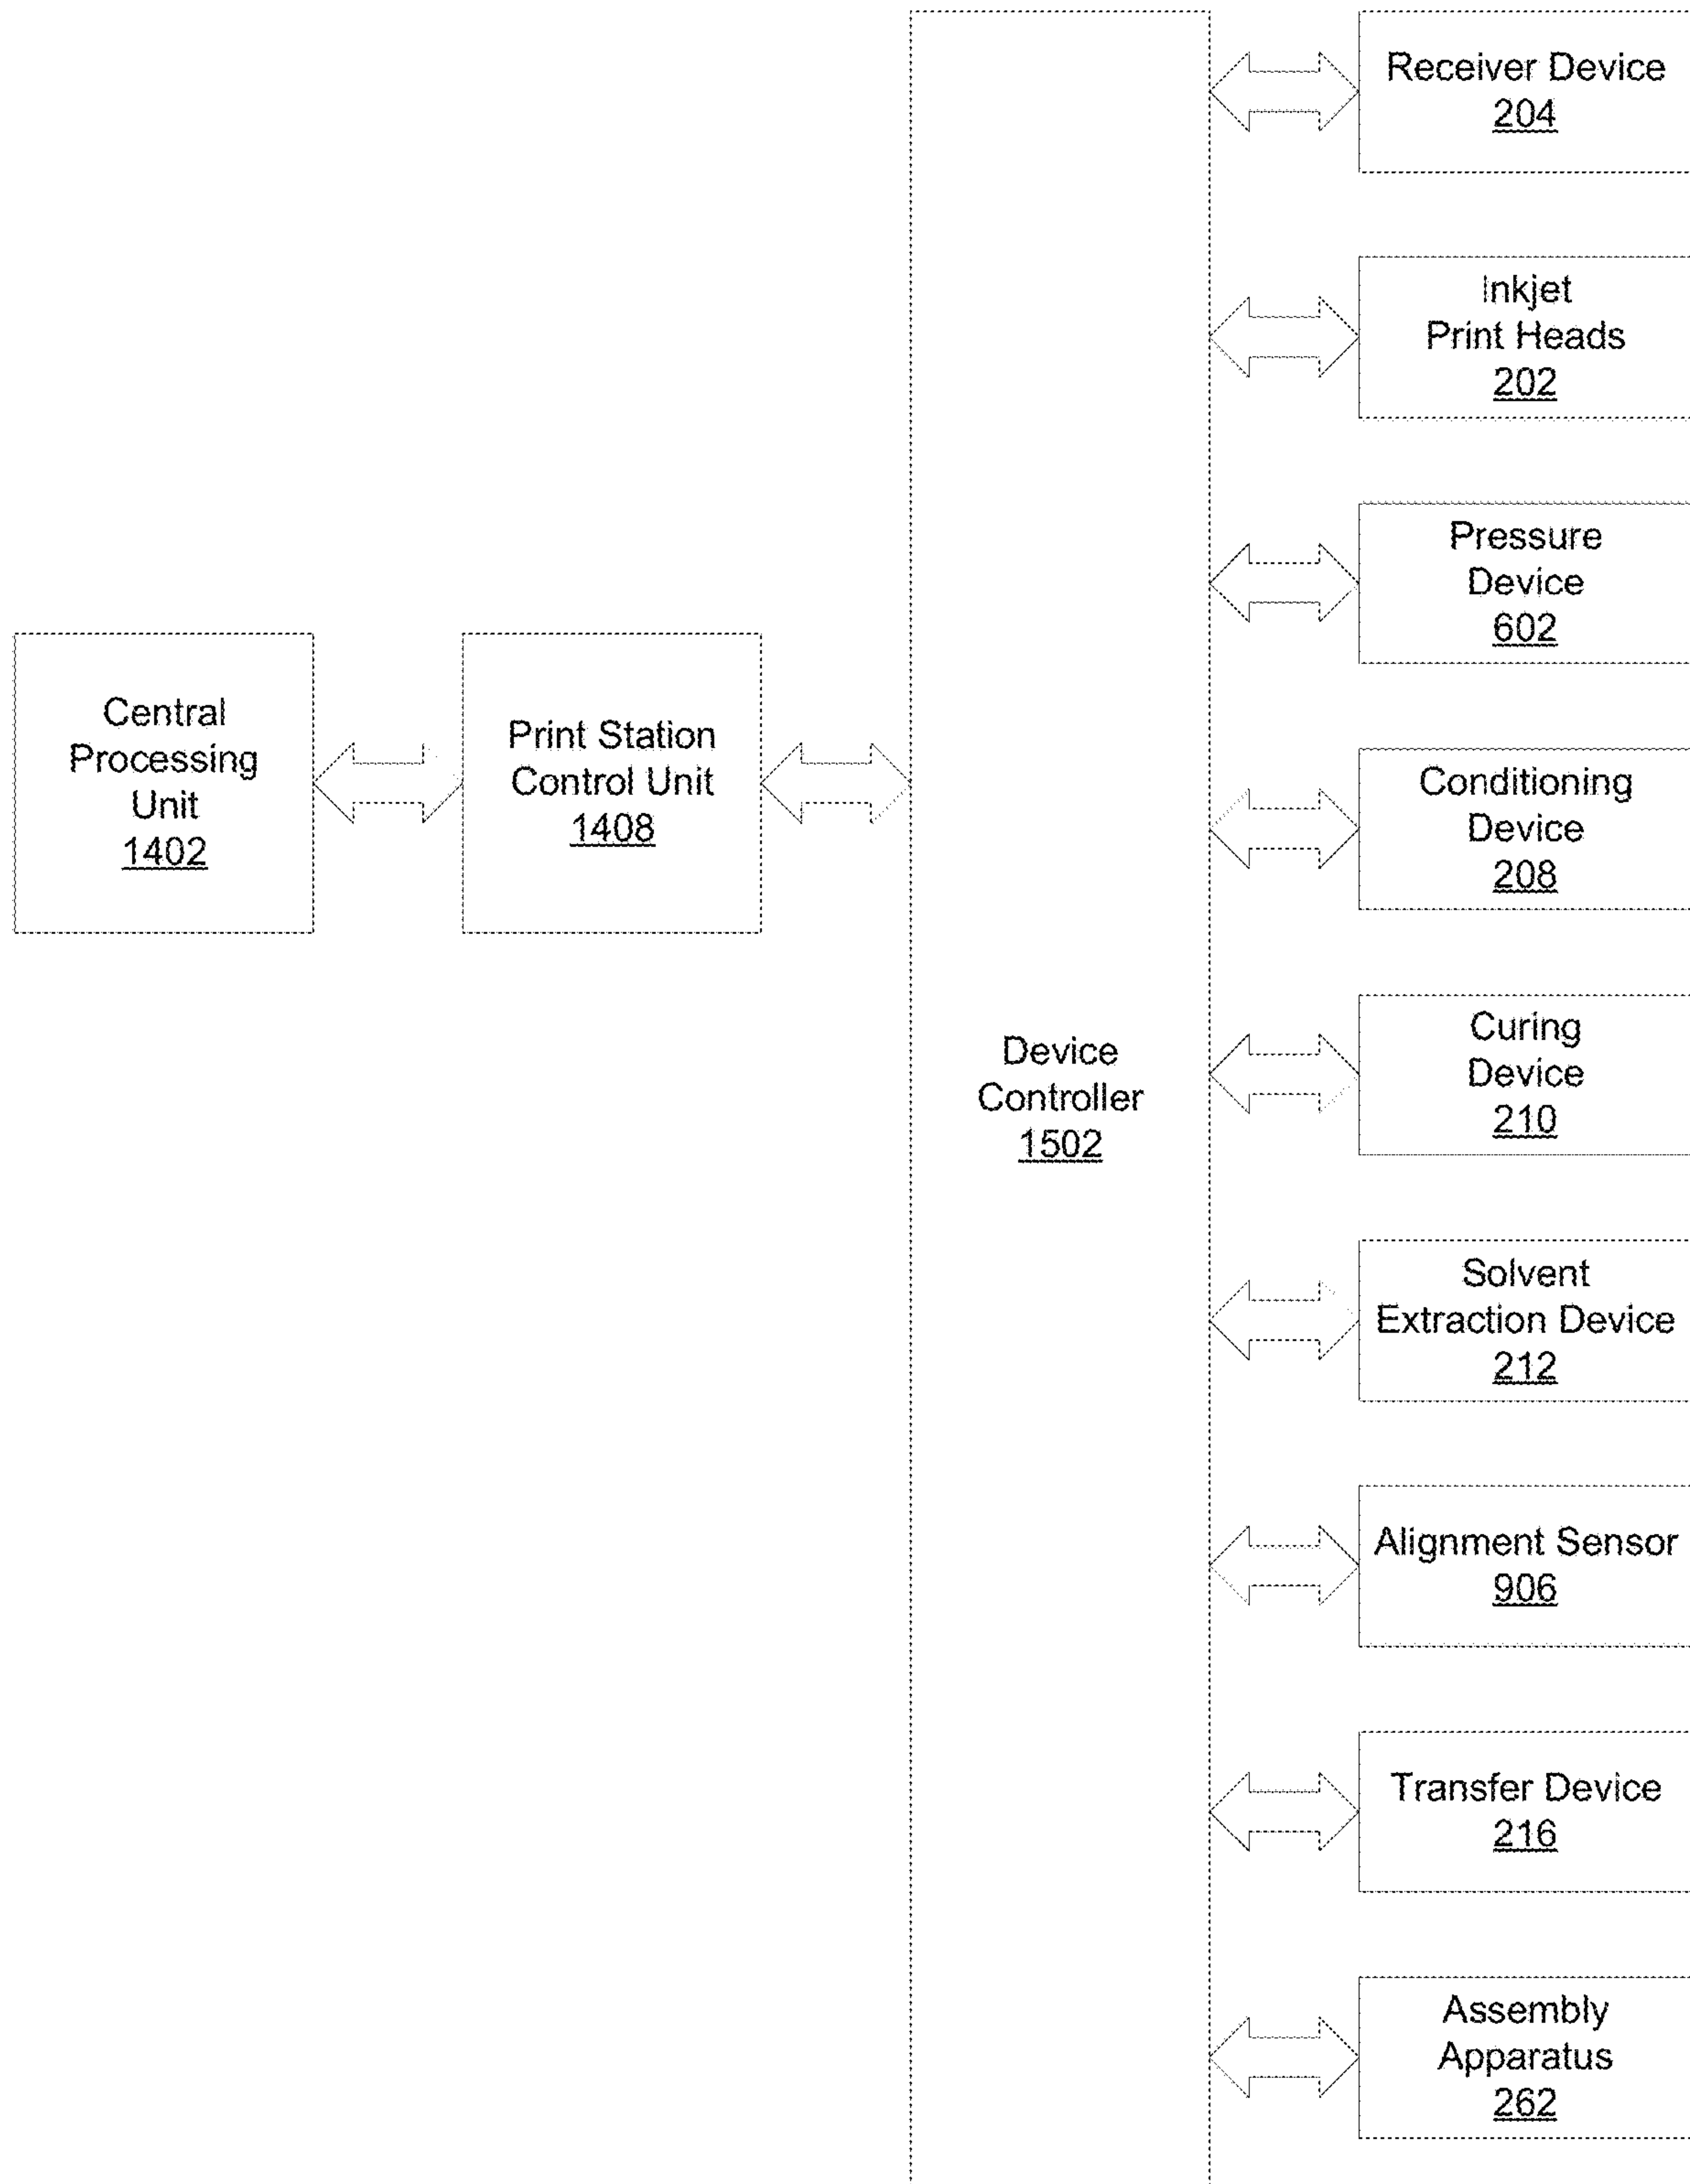 Receiver Device
204
Inkjet
Print Heads
202
Pressure
Device
602
Central
Processing
Unit
1402
Print Station
Control Unit
1408
Conditioning
Device
208
Device
Controller
1502
Curing
Device
210
Solvent
Extraction Device
212
Alignment Sensor
906
Transfer Device
216
Assembly
Apparatus
262